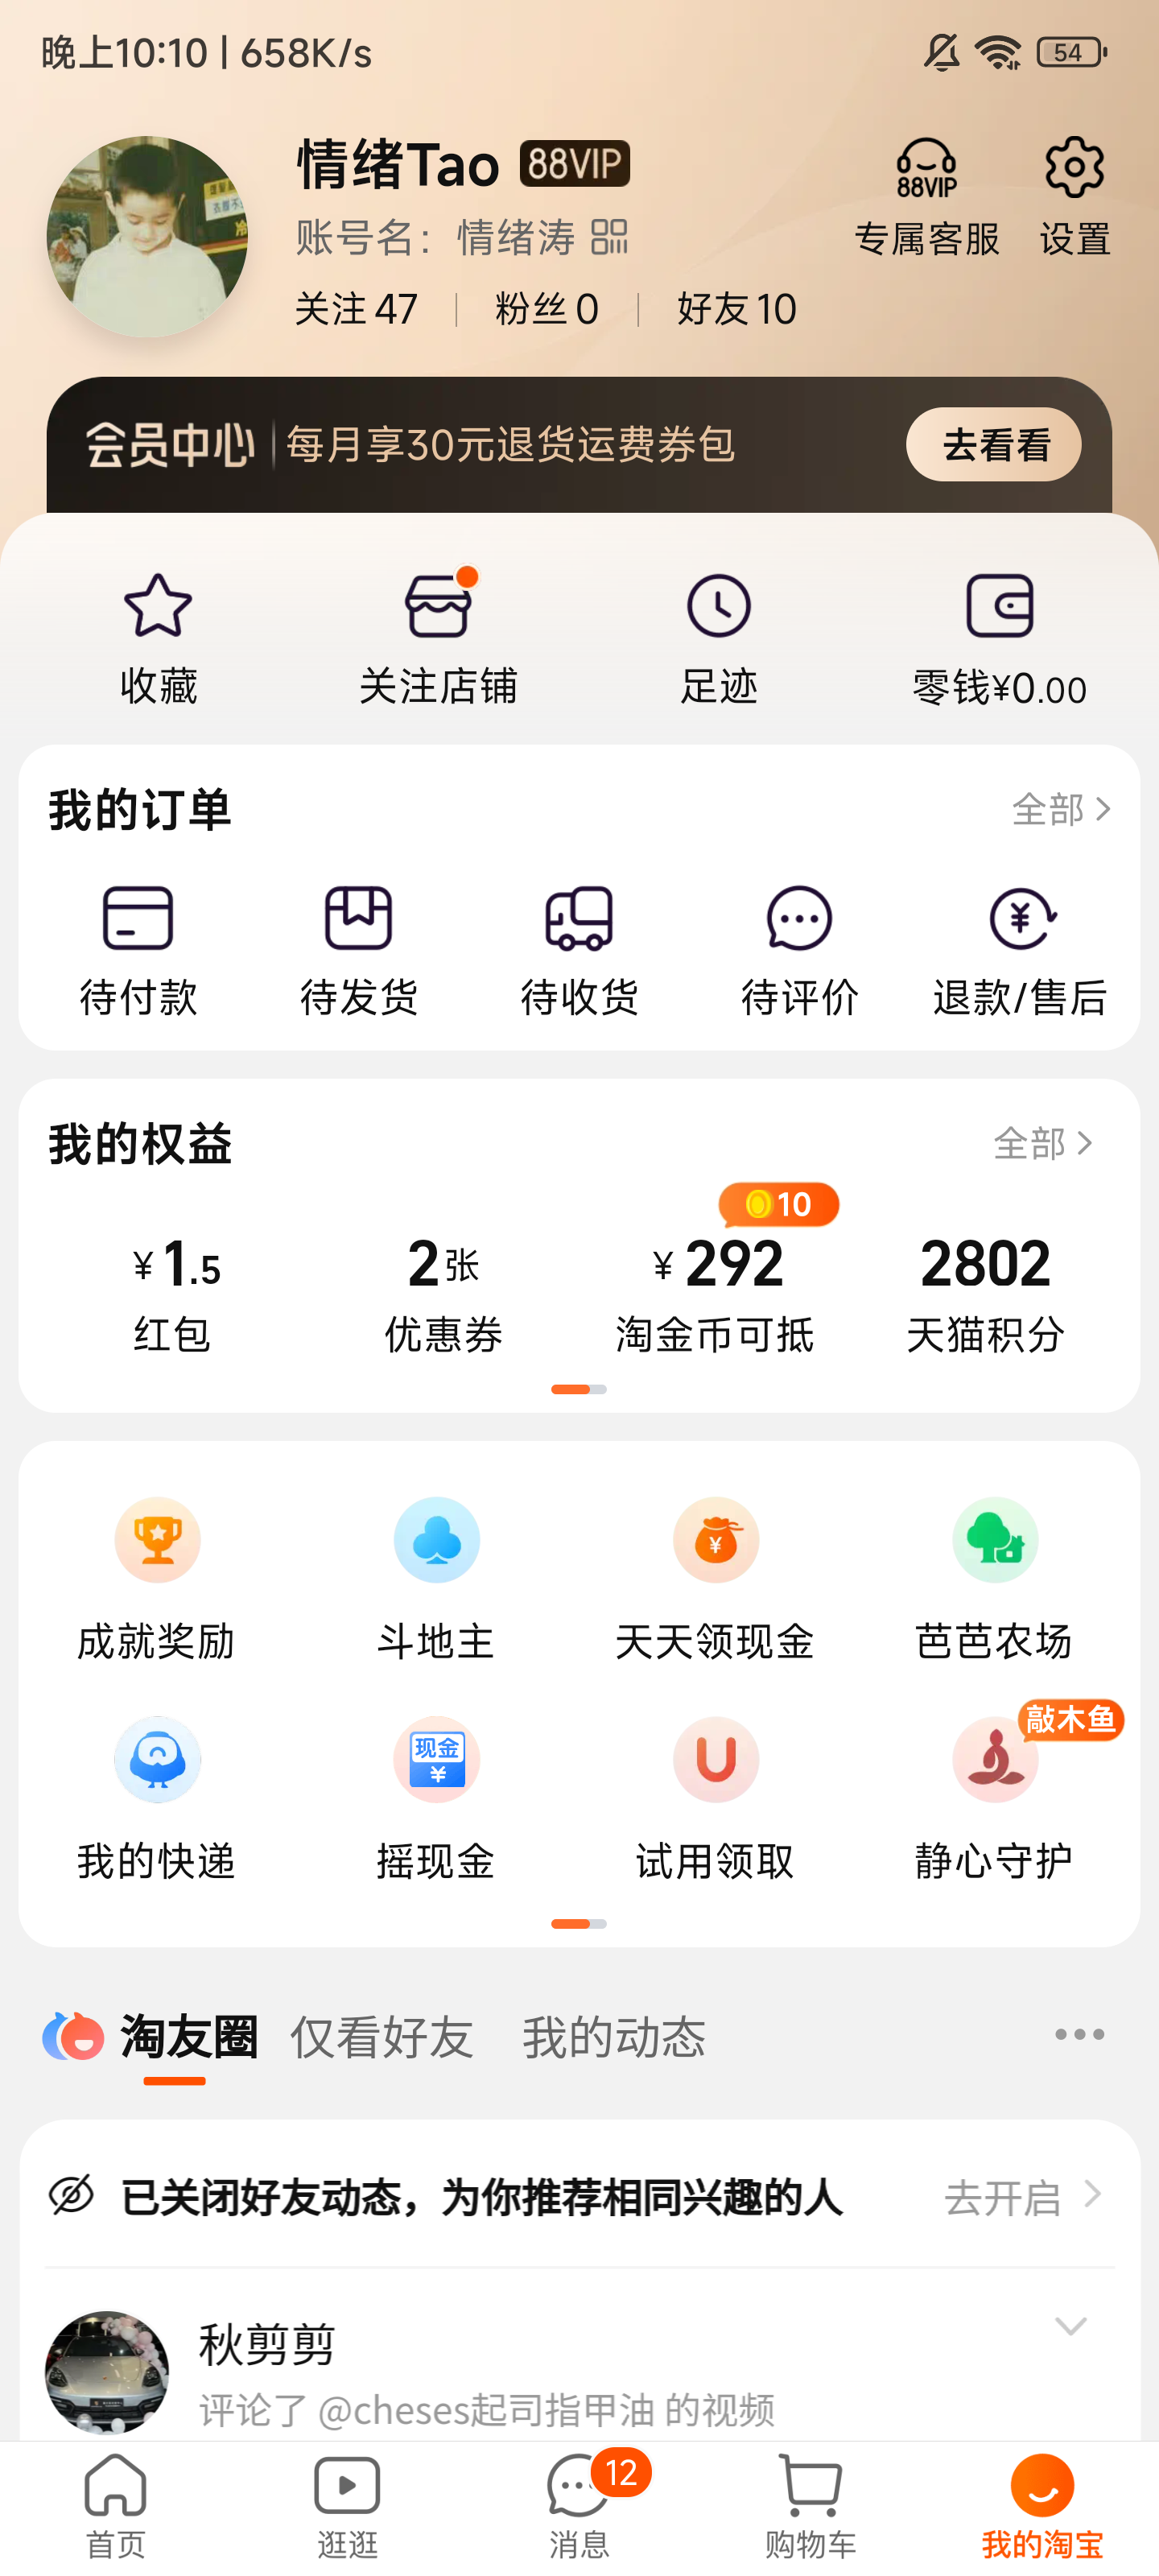 晚上10:10 | 658K/s
54
情绪Tao 88VIP
账号名：情绪涛
88VIP
专属客服 设置
关注 47 粉丝 0 好友 10
会员中心 每月享30元退货运费券包 去看看
收藏 关注店铺 足迹 零钱¥0.00
我的订单 全部
待付款 待发货 待收货 待评价 退款/售后
我的权益 全部
10
¥ 1.5 2张 ¥ 292 2802
红包 优惠券 淘金币可抵 天猫积分
成就奖励 斗地主 天天领现金 芭芭农场
敲木鱼
现金
¥
我的快递 摇现金 试用领取 静心守护
淘友圈 仅看好友 我的动态
已关闭好友动态，为你推荐相同兴趣的人 去开启
秋剪剪
评论了 @cheses起司指甲油 的视频
12
首页 逛逛 消息 购物车 我的淘宝